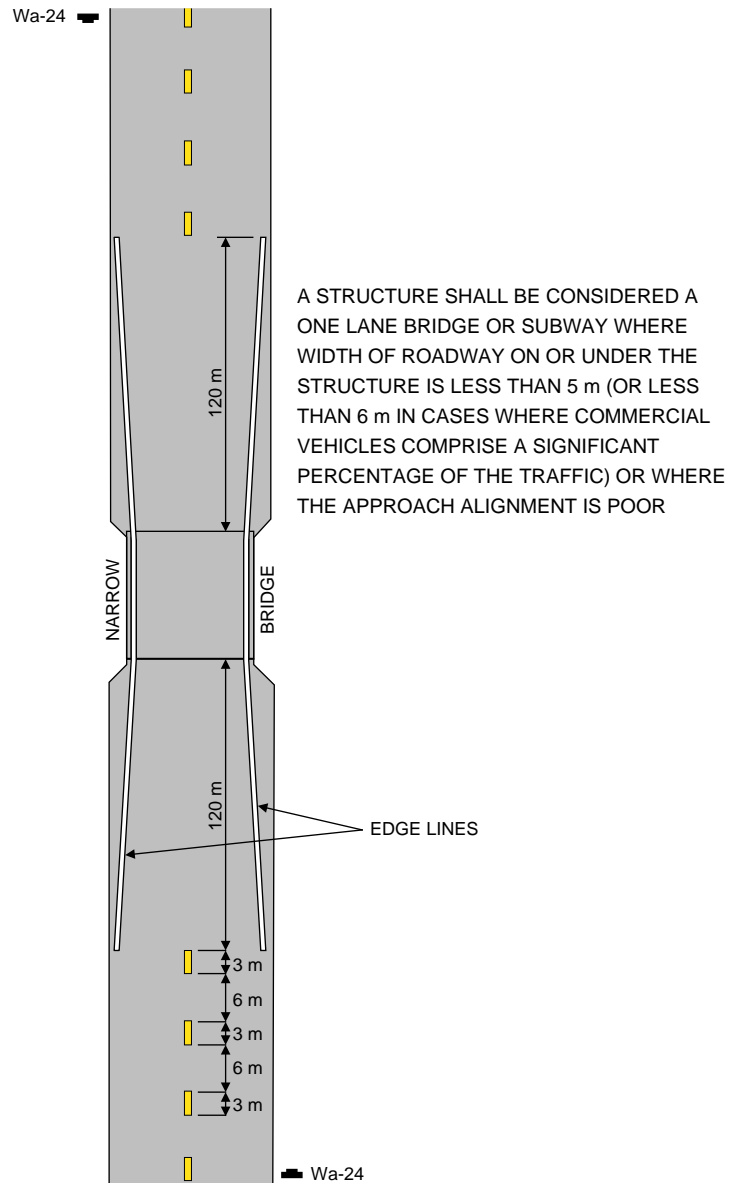 Wa-24
A STRUCTURE SHALL BE CONSIDERED A
ONE LANE BRIDGE OR SUBWAY WHERE
WIDTH OF ROADWAY ON OR UNDER THE
STRUCTURE IS LESS THAN 5 m (OR LESS
THAN 6 m IN CASES WHERE COMMERCIAL
VEHICLES COMPRISE A SIGNIFICANT
PERCENTAGE OF THE TRAFFIC) OR WHERE
THE APPROACH ALIGNMENT IS POOR
120 m
NARROW
BRIDGE
120 m
EDGE LINES
3 m
6 m
3 m
6 m
3 m
Wa-24